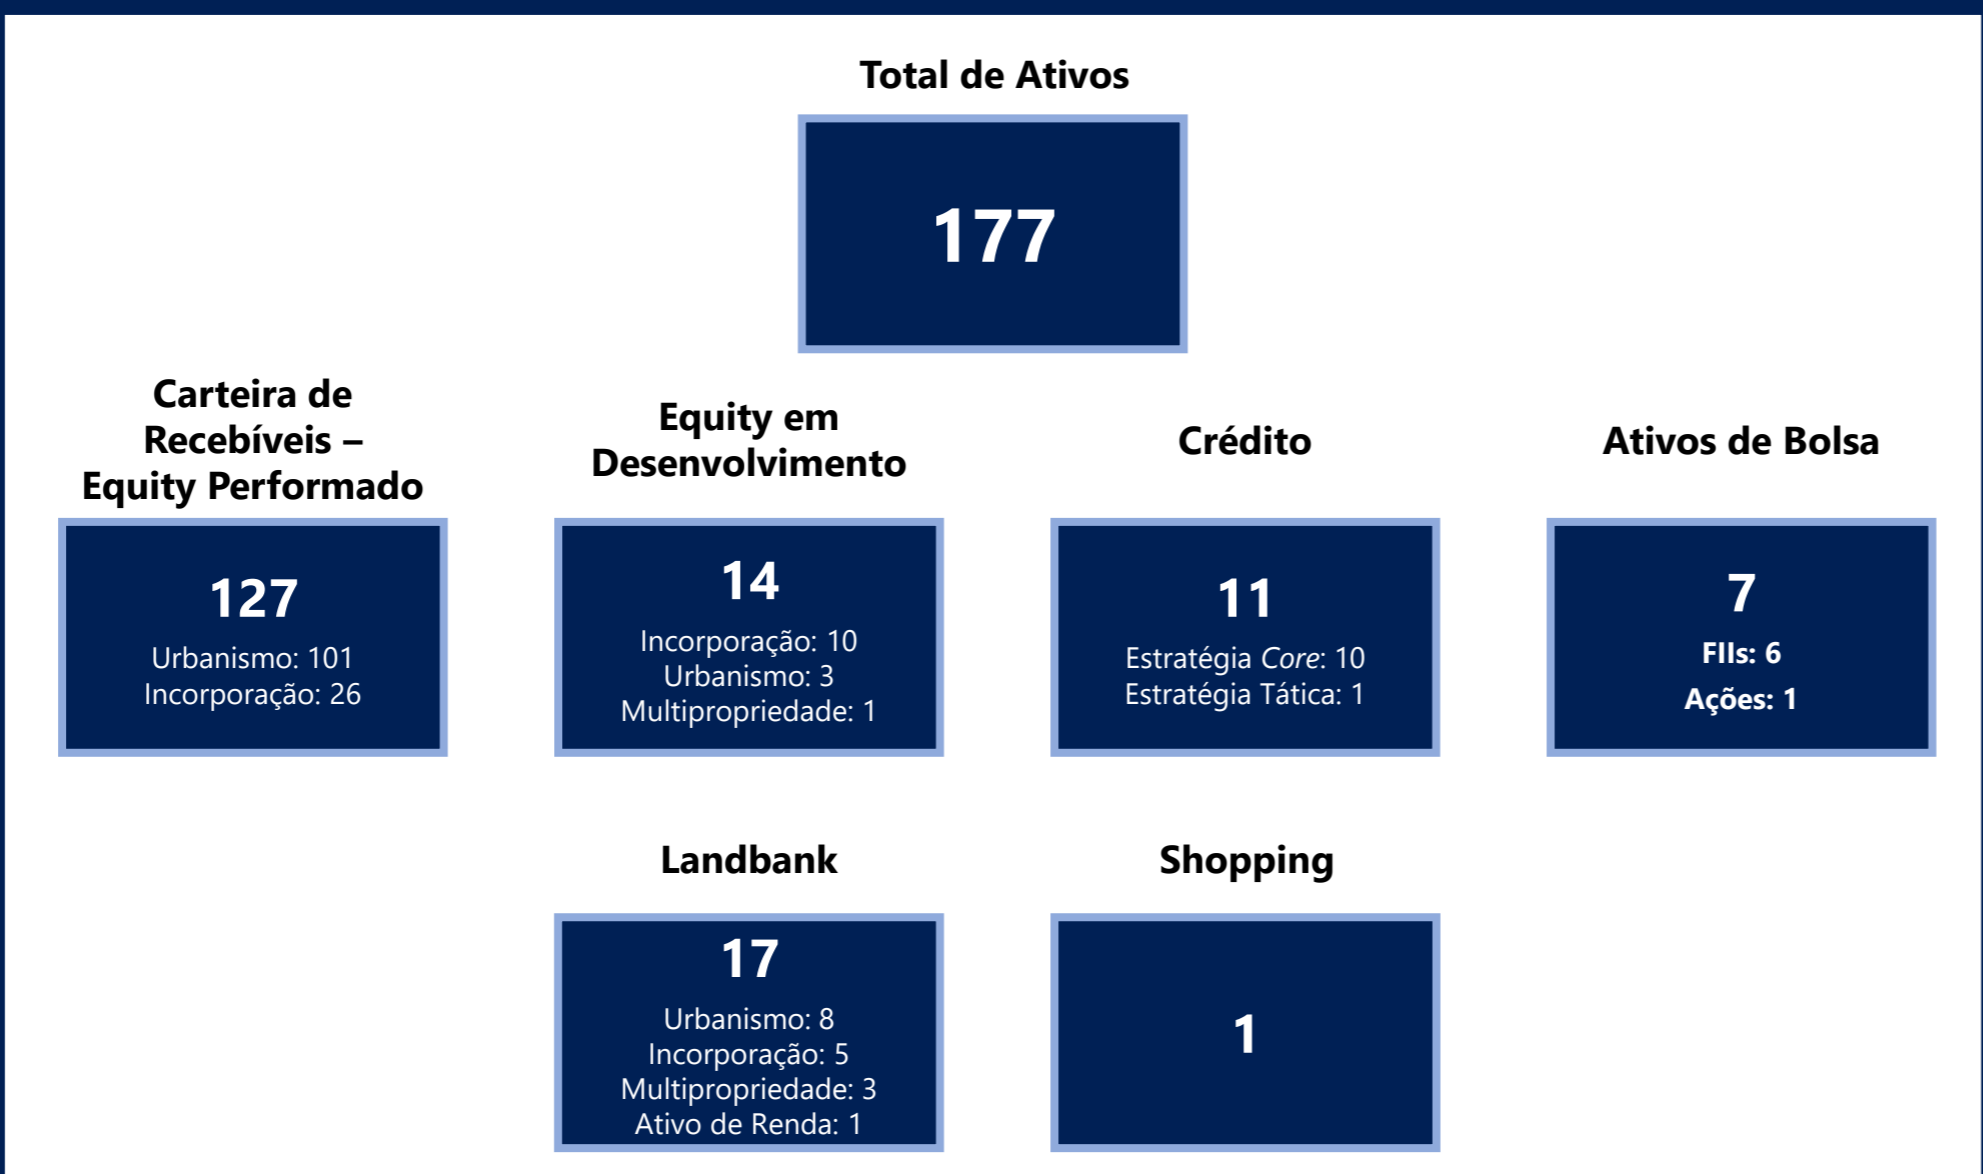 Total de Ativos
177
Carteira de
Recebíveis –
Equity Performado
127
Urbanismo: 101
Incorporação: 26
Equity em
Desenvolvimento
14
Incorporação: 10
Urbanismo: 3
Multipropriedade: 1
Crédito
11
Estratégia Core: 10
Estratégia Tática: 1
Ativos de Bolsa
7
FIIs: 6
Ações: 1
Landbank
17
Urbanismo: 8
Incorporação: 5
Multipropriedade: 3
Ativo de Renda: 1
Shopping
1